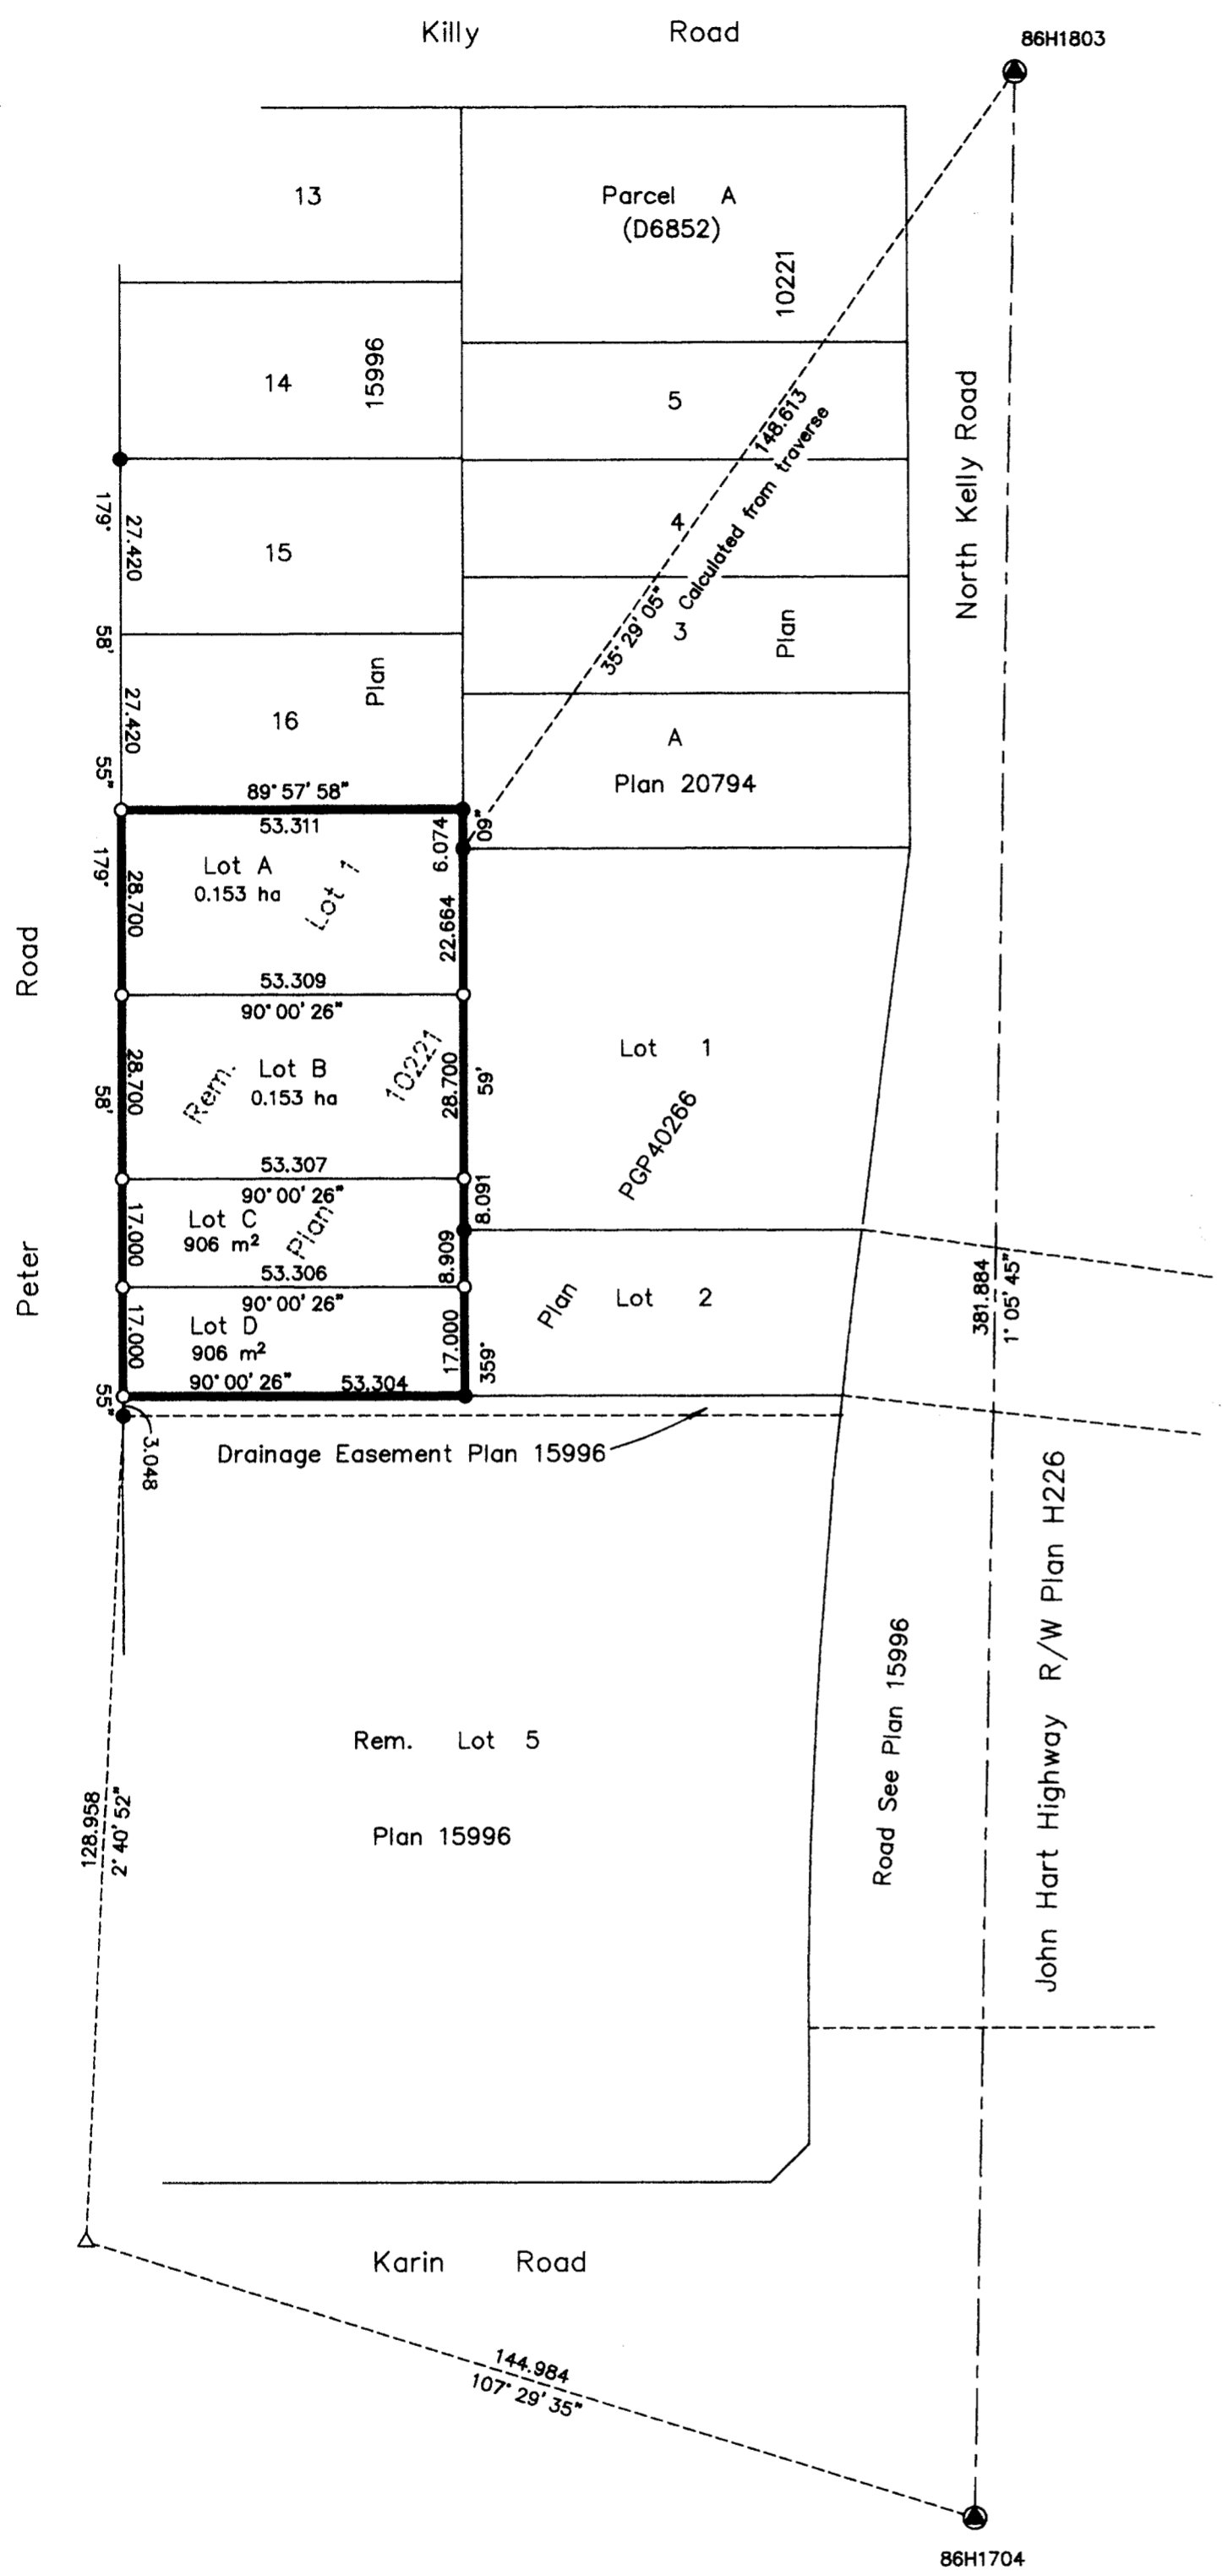 Killy Road
86H1803
13
Parcel A
(D6852)
10221
14
15996
5
148.613
Calculated from traverse
35° 29' 05"
North Kelly Road
179° 58' 55"
27.420
15
4
3
Plan
27.420
16
Plan
A
Plan 20794
89° 57' 58"
53.311
6.074
359° 59' 09"
Lot A
0.153 ha
Lot 1
179° 58' 55"
28.700
22.664
53.309
90° 00' 26"
Peter Road
Lot B
0.153 ha
Rem.
10221
28.700
28.700
Lot 1
PGP40266
53.307
90° 00' 26"
8.091
Lot C
906 m²
Plan
17.000
8.909
53.306
90° 00' 26"
Lot D
906 m²
17.000
17.000
Plan
Lot 2
381.884
1° 05' 45"
90° 00' 26"
53.304
3.048
Drainage Easement Plan 15996
John Hart Highway R/W Plan H226
Road See Plan 15996
Rem. Lot 5
Plan 15996
128.958
2° 40' 52"
Karin Road
144.984
107° 29' 35"
86H1704